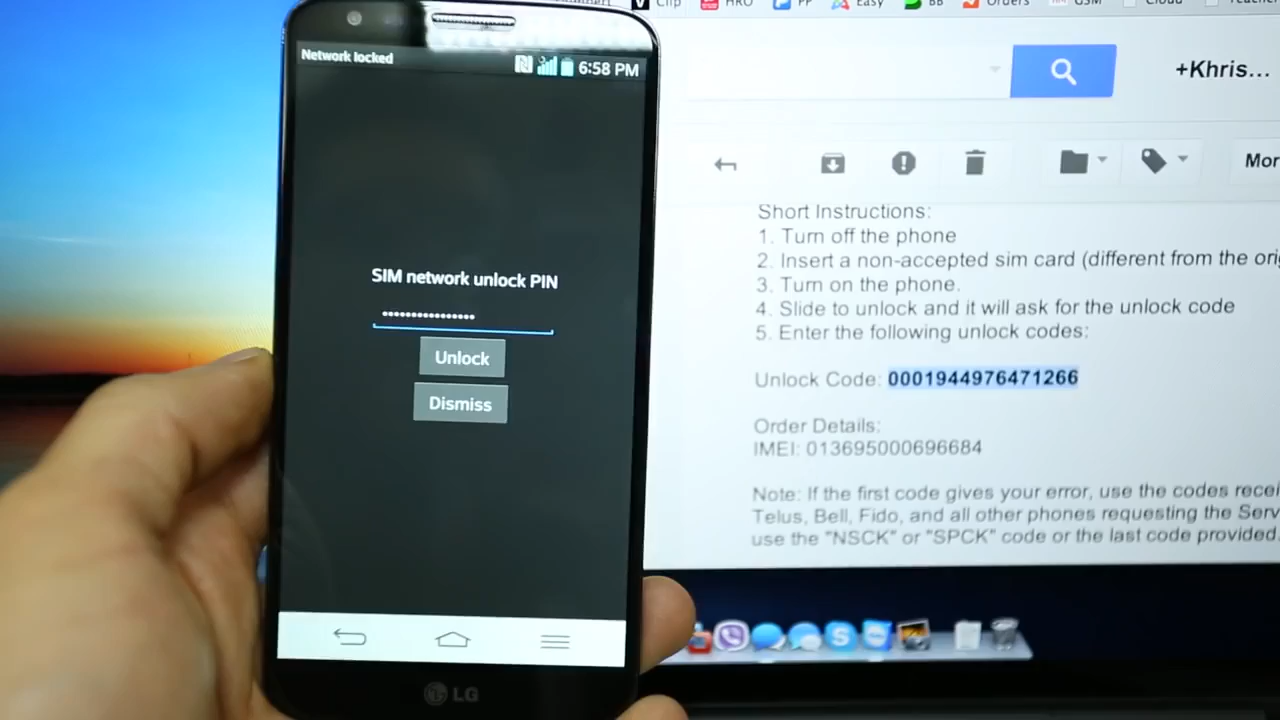 Network locked
6:58 PM
SIM network unlock PIN
••••••••••••••••
Unlock
Dismiss
LG
Clip
HRO
PP
Easy
BB
Orders
GSM
Cloud
+Khris...
Mor
Short Instructions:
1. Turn off the phone
2. Insert a non-accepted sim card (different from the orig
3. Turn on the phone.
4. Slide to unlock and it will ask for the unlock code
5. Enter the following unlock codes:
Unlock Code: 0001944976471266
Order Details:
IMEI: 013695000696684
Note: If the first code gives your error, use the codes recei
Telus, Bell, Fido, and all other phones requesting the Serv
use the "NSCK" or "SPCK" code or the last code provided.